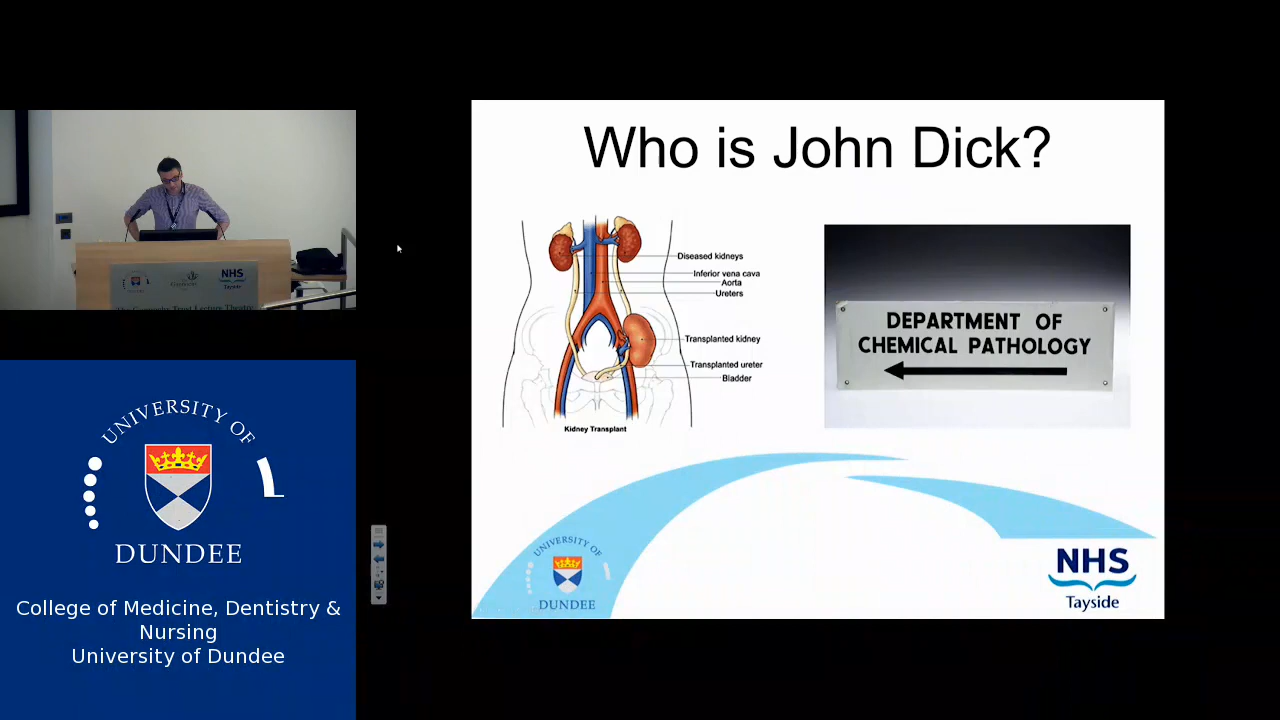 Who is John Dick?
Diseased kidneys
Inferior vena cava
Aorta
Ureters
Transplanted kidney
Transplanted ureter
Bladder
Kidney Transplant
DEPARTMENT OF
CHEMICAL PATHOLOGY
UNIVERSITY OF
DUNDEE
NHS
Tayside
NHS
Tayside
UNIVERSITY OF
DUNDEE
College of Medicine, Dentistry &
Nursing
University of Dundee